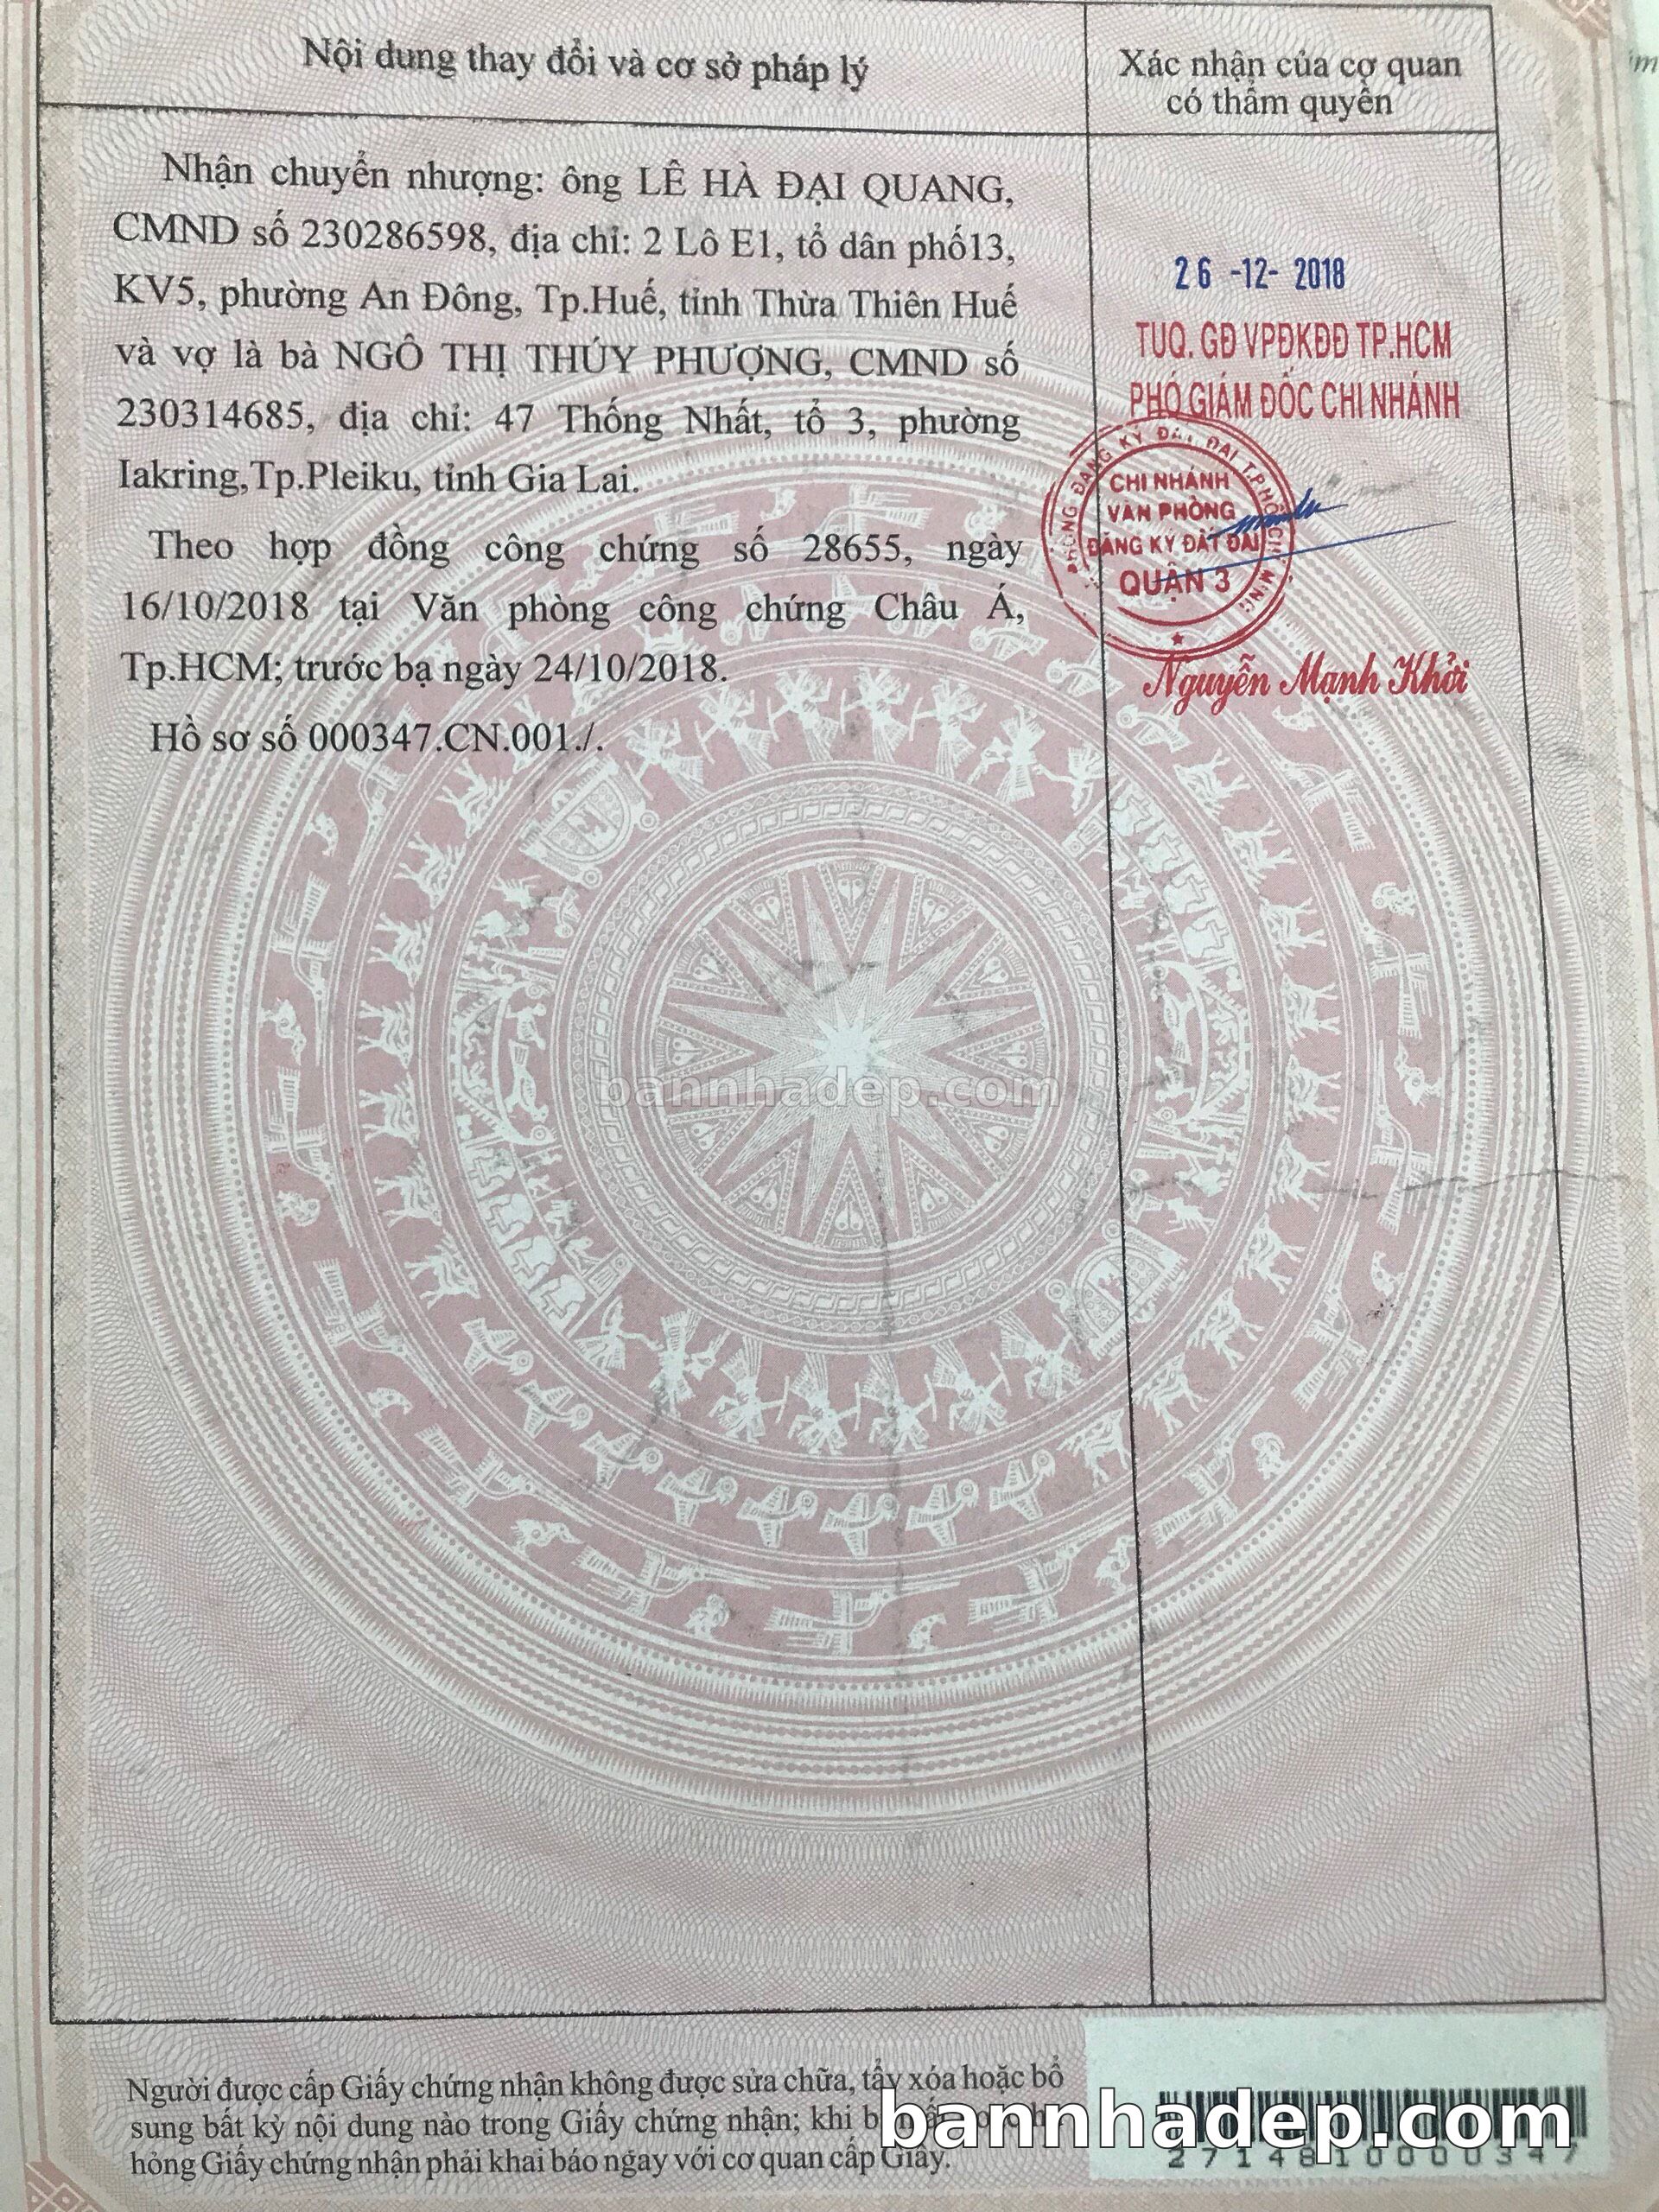 Nội dung thay đổi và cơ sở pháp lý
Xác nhận của cơ quan
có thẩm quyền
Nhận chuyển nhượng: ông LÊ HÀ ĐẠI QUANG,
CMND số 230286598, địa chỉ: 2 Lô E1, tổ dân phố13,
KV5, phường An Đông, Tp.Huế, tỉnh Thừa Thiên Huế
và vợ là bà NGÔ THỊ THÚY PHƯỢNG, CMND số
230314685, địa chỉ: 47 Thống Nhất, tổ 3, phường
Iakring,Tp.Pleiku, tỉnh Gia Lai.
Theo hợp đồng công chứng số 28655, ngày
16/10/2018 tại Văn phòng công chứng Châu Á,
Tp.HCM; trước bạ ngày 24/10/2018.
Hồ sơ số 000347.CN.001./.
26 -12- 2018
TUQ. GĐ VPĐKĐĐ TP.HCM
PHÓ GIÁM ĐỐC CHI NHÁNH
PHÒNG ĐĂNG KÝ ĐẤT ĐAI T.PHỐ
CHI NHÁNH
VĂN PHÒNG
ĐĂNG KÝ ĐẤT ĐAI
QUẬN 3
Nguyễn Mạnh Khởi
bannhadep.com
Người được cấp Giấy chứng nhận không được sửa chữa, tẩy xóa hoặc bổ
sung bất kỳ nội dung nào trong Giấy chứng nhận; khi
hỏng Giấy chứng nhận phải khai báo ngay với cơ quan cấp Giấy.
bannhadep.com
2714810000347